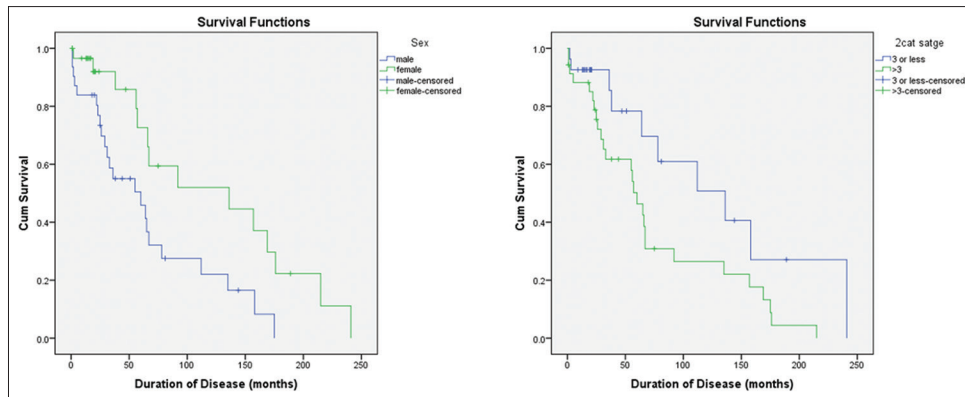 Survival Functions
Sex
male
female
male-censored
female-censored
Cum Survival
1.0
0.8
0.6
0.4
0.2
0.0
0 50 100 150 200 250
Duration of Disease (months)
Survival Functions
2cat satge
3 or less
>3
3 or less-censored
>3-censored
Cum Survival
1.0
0.8
0.6
0.4
0.2
0.0
0 50 100 150 200 250
Duration of Disease (months)